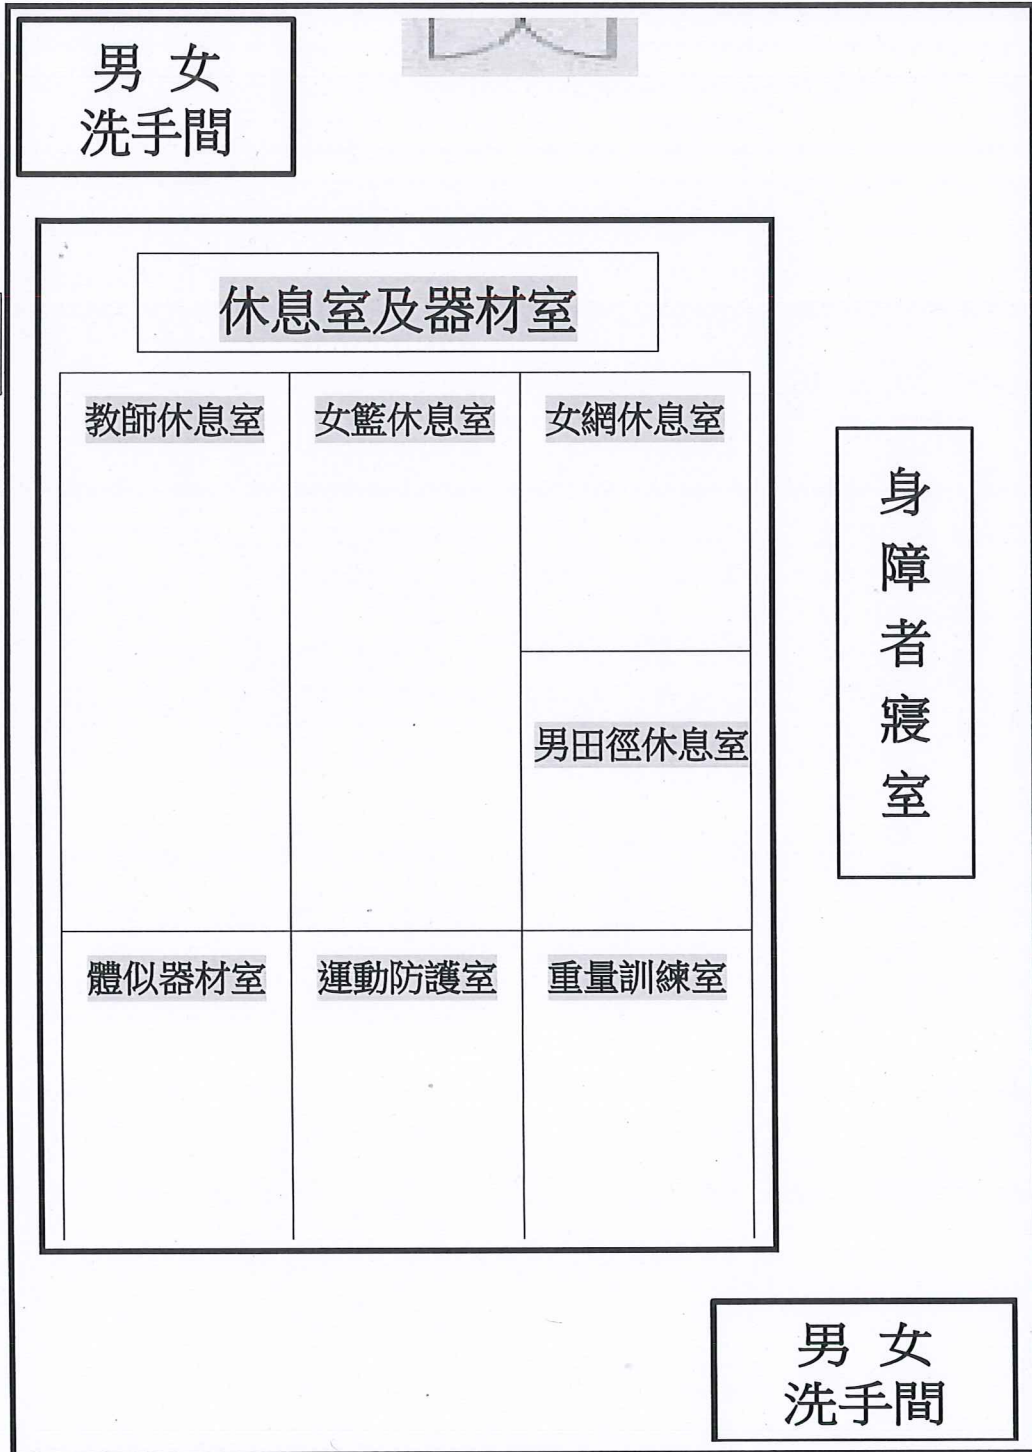 男 女
洗手間
休息室及器材室
教師休息室
女籃休息室
女網休息室
男田徑休息室
身障者寢室
體似器材室
運動防護室
重量訓練室
男 女
洗手間